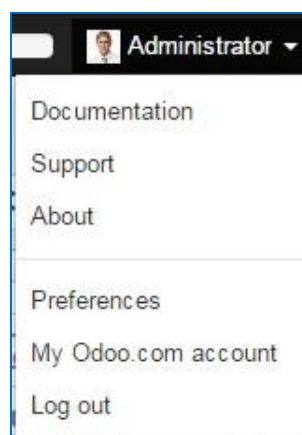 Administrator
Documentation
Support
About
Preferences
My Odoo.com account
Log out